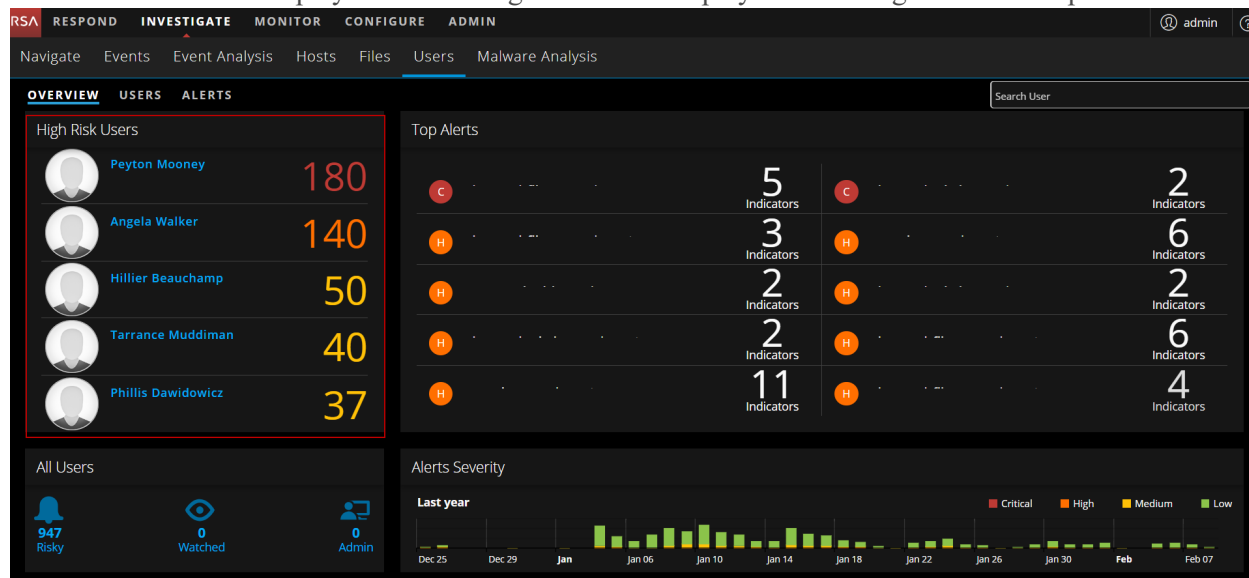 RSA RESPOND INVESTIGATE MONITOR CONFIGURE ADMIN admin
Navigate Events Event Analysis Hosts Files Users Malware Analysis
OVERVIEW USERS ALERTS Search User
High Risk Users
Peyton Mooney 180
Angela Walker 140
Hillier Beauchamp 50
Tarrance Muddiman 40
Phillis Dawidowicz 37
Top Alerts
C 5 Indicators C 2 Indicators
H 3 Indicators H 6 Indicators
H 2 Indicators H 2 Indicators
H 2 Indicators H 6 Indicators
H 11 Indicators H 4 Indicators
All Users
947 0 0
Risky Watched Admin
Alerts Severity
Last year Critical High Medium Low
Dec 25 Dec 29 Jan Jan 06 Jan 10 Jan 14 Jan 18 Jan 22 Jan 26 Jan 30 Feb Feb 07